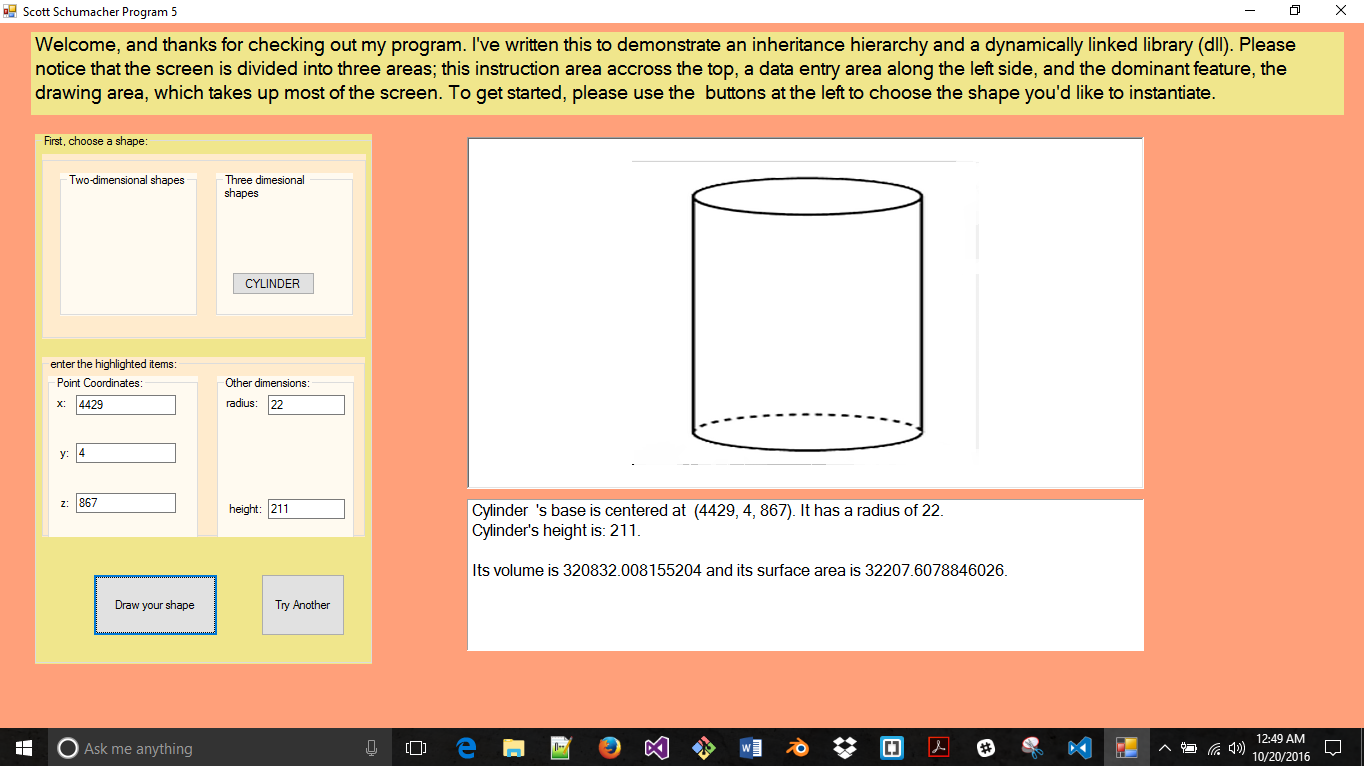 Scott Schumacher Program 5
Welcome, and thanks for checking out my program. I've written this to demonstrate an inheritance hierarchy and a dynamically linked library (dll). Please
notice that the screen is divided into three areas; this instruction area accross the top, a data entry area along the left side, and the dominant feature, the
drawing area, which takes up most of the screen. To get started, please use the  buttons at the left to choose the shape you'd like to instantiate.
First, choose a shape:
Two-dimensional shapes
Three dimesional
shapes
CYLINDER
enter the highlighted items:
Point Coordinates:
x: 4429
y: 4
z: 867
Other dimensions:
radius: 22
height: 211
Draw your shape
Try Another
Cylinder  's base is centered at  (4429, 4, 867). It has a radius of 22.
Cylinder's height is: 211.
Its volume is 320832.008155204 and its surface area is 32207.6078846026.
Ask me anything
12:49 AM
10/20/2016